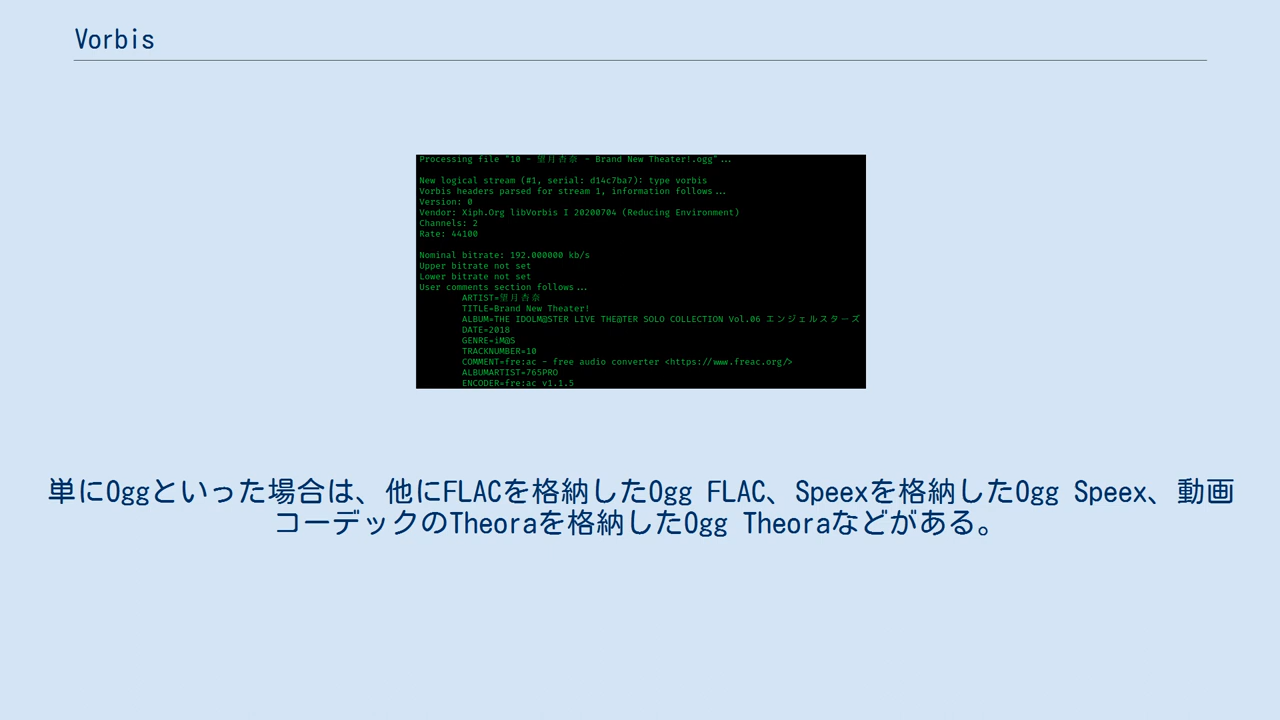 Vorbis
Processing file "10 - 望月杏奈 - Brand New Theater!.ogg"...
New logical stream (#1, serial: d14c7ba7): type vorbis
Vorbis headers parsed for stream 1, information follows...
Version: 0
Vendor: Xiph.Org libVorbis I 20200704 (Reducing Environment)
Channels: 2
Rate: 44100
Nominal bitrate: 192.000000 kb/s
Upper bitrate not set
Lower bitrate not set
User comments section follows...
ARTIST=望月杏奈
TITLE=Brand New Theater!
ALBUM=THE IDOLM@STER LIVE THE@TER SOLO COLLECTION Vol.06 エンジェルスターズ
DATE=2018
GENRE=iM@S
TRACKNUMBER=10
COMMENT=fre:ac - free audio converter <https://www.freac.org/>
ALBUMARTIST=765PRO
ENCODER=fre:ac v1.1.5
単にOggといった場合は、他にFLACを格納したOgg FLAC、Speexを格納したOgg Speex、動画
コーデックのTheoraを格納したOgg Theoraなどがある。